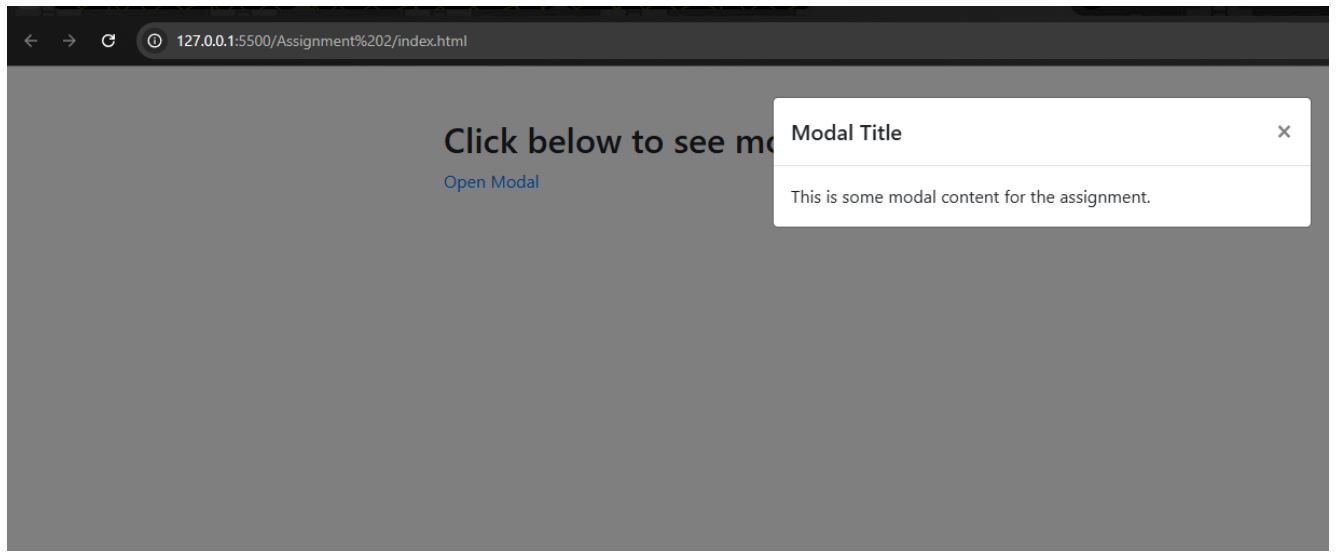 127.0.0.1:5500/Assignment%202/index.html
Click below to see mo
Open Modal
Modal Title
×
This is some modal content for the assignment.